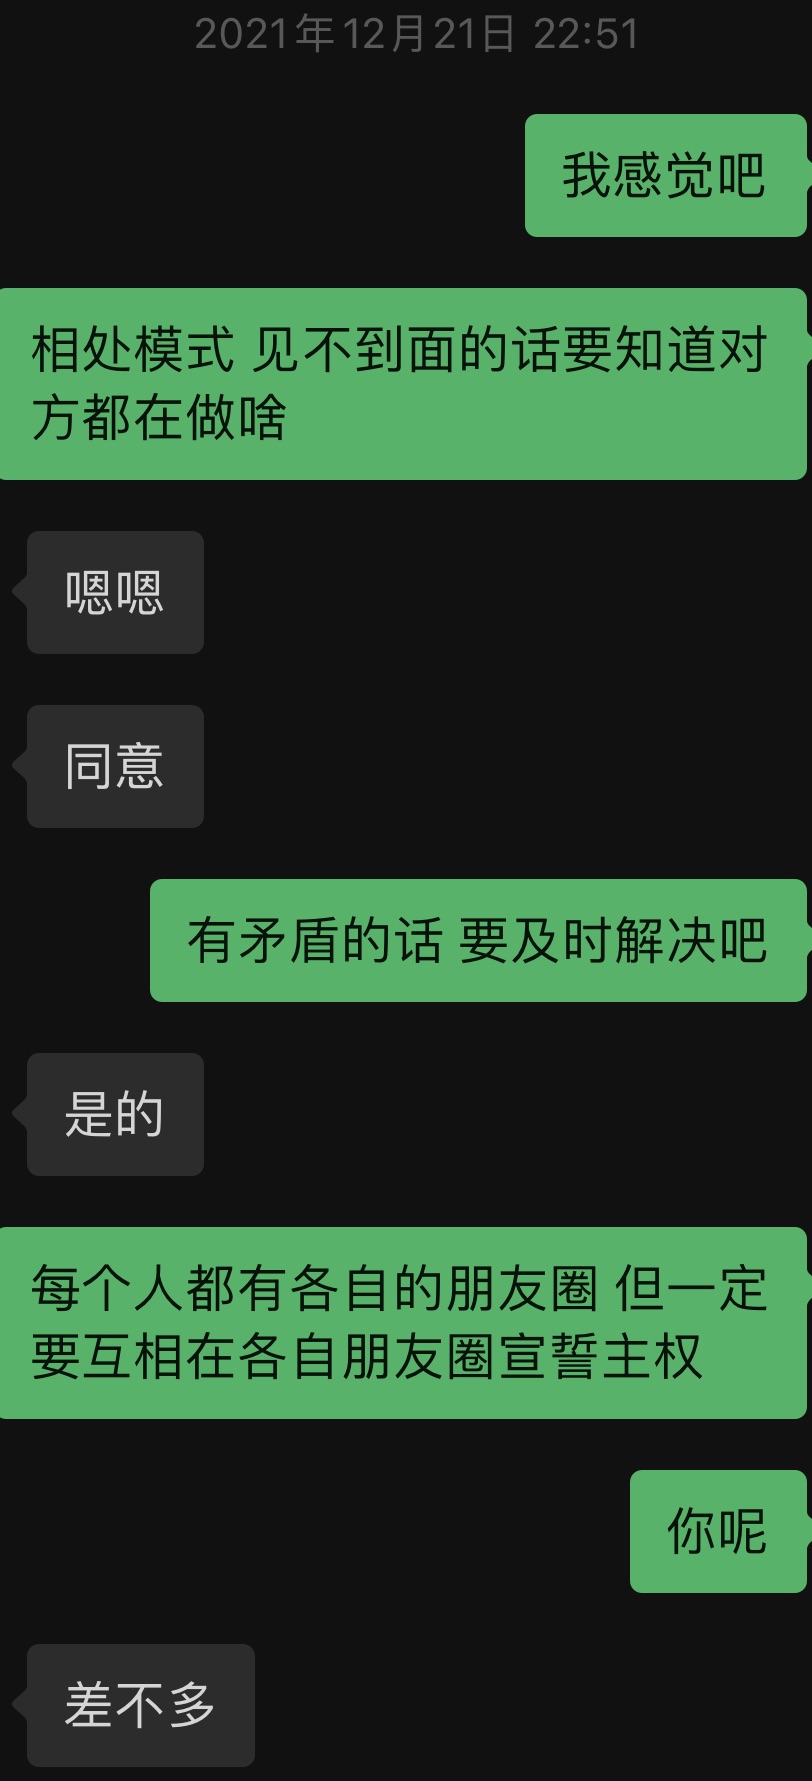 2021年12月21日 22:51
我感觉吧
相处模式 见不到面的话要知道对
方都在做啥
嗯嗯
同意
有矛盾的话 要及时解决吧
是的
每个人都有各自的朋友圈 但一定
要互相在各自朋友圈宣誓主权
你呢
差不多